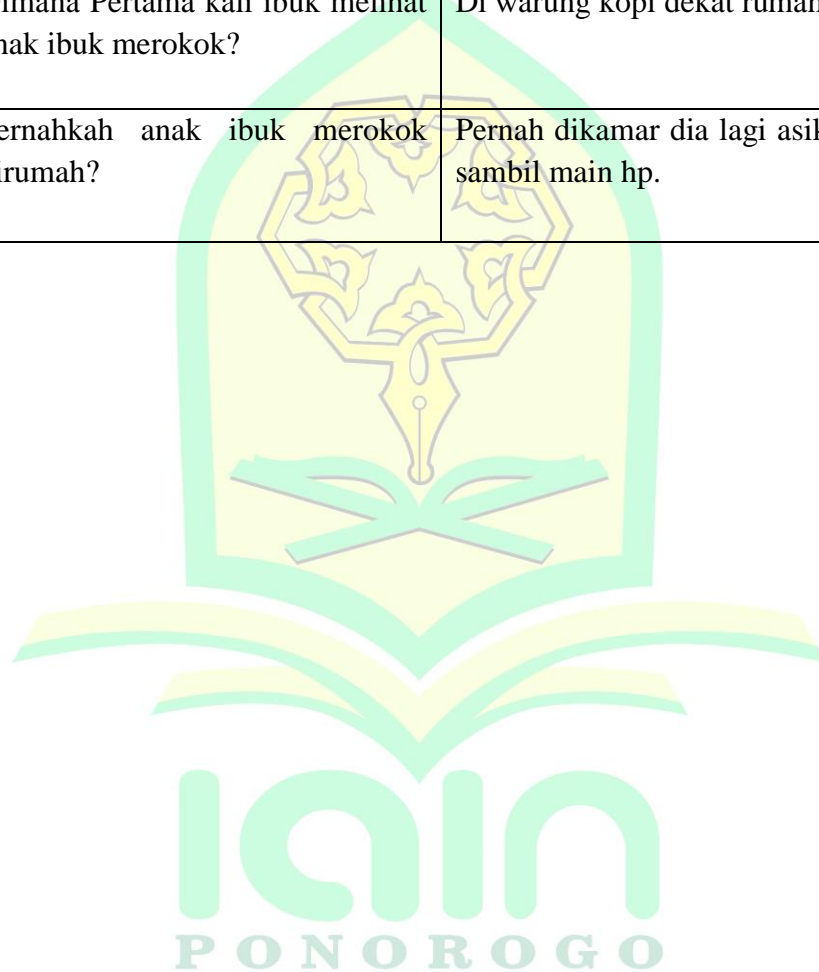 imana Pertama kali ibuk melihat
nak ibuk merokok?
Di warung kopi dekat rumah
ernahkah anak ibuk merokok
irumah?
Pernah dikamar dia lagi asik
sambil main hp.
iain
PONOROGO